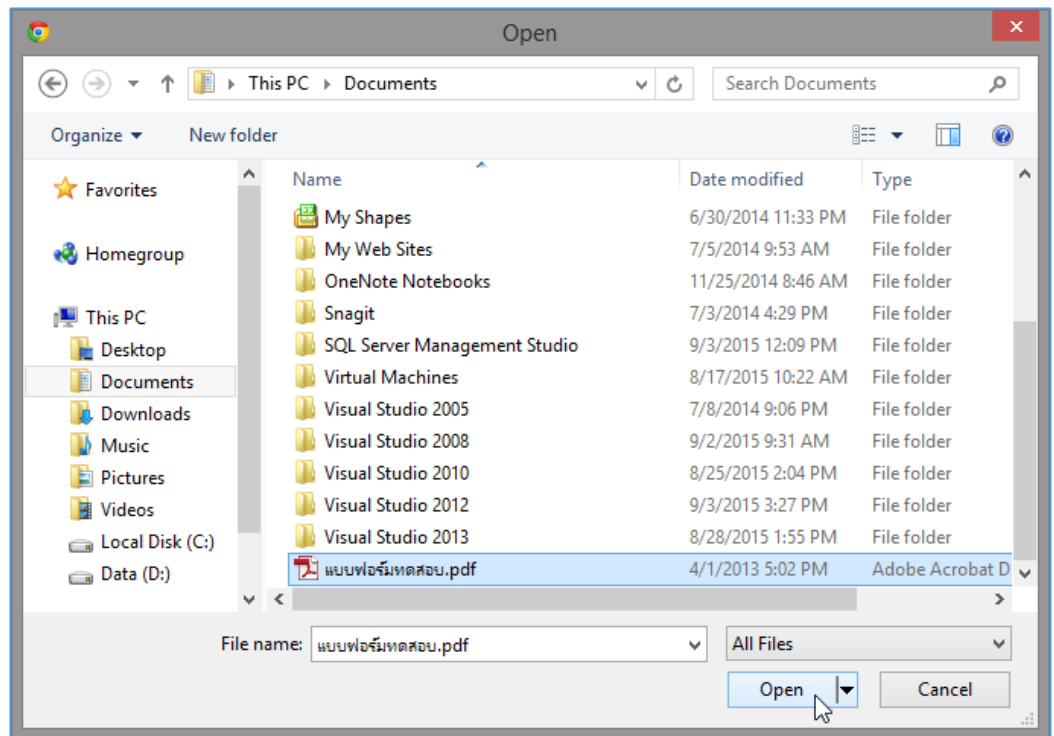 Open
This PC Documents Search Documents
Organize New folder
Name Date modified Type
Favorites
Homegroup
This PC
Desktop
Documents
Downloads
Music
Pictures
Videos
Local Disk (C:)
Data (D:)
My Shapes 6/30/2014 11:33 PM File folder
My Web Sites 7/5/2014 9:53 AM File folder
OneNote Notebooks 11/25/2014 8:46 AM File folder
Snagit 7/3/2014 4:29 PM File folder
SQL Server Management Studio 9/3/2015 12:09 PM File folder
Virtual Machines 8/17/2015 10:22 AM File folder
Visual Studio 2005 7/8/2014 9:06 PM File folder
Visual Studio 2008 9/2/2015 9:31 AM File folder
Visual Studio 2010 8/25/2015 2:04 PM File folder
Visual Studio 2012 9/3/2015 3:27 PM File folder
Visual Studio 2013 8/28/2015 1:55 PM File folder
แบบฟอร์มทดสอบ.pdf 4/1/2013 5:02 PM Adobe Acrobat D
File name: แบบฟอร์มทดสอบ.pdf All Files
Open Cancel